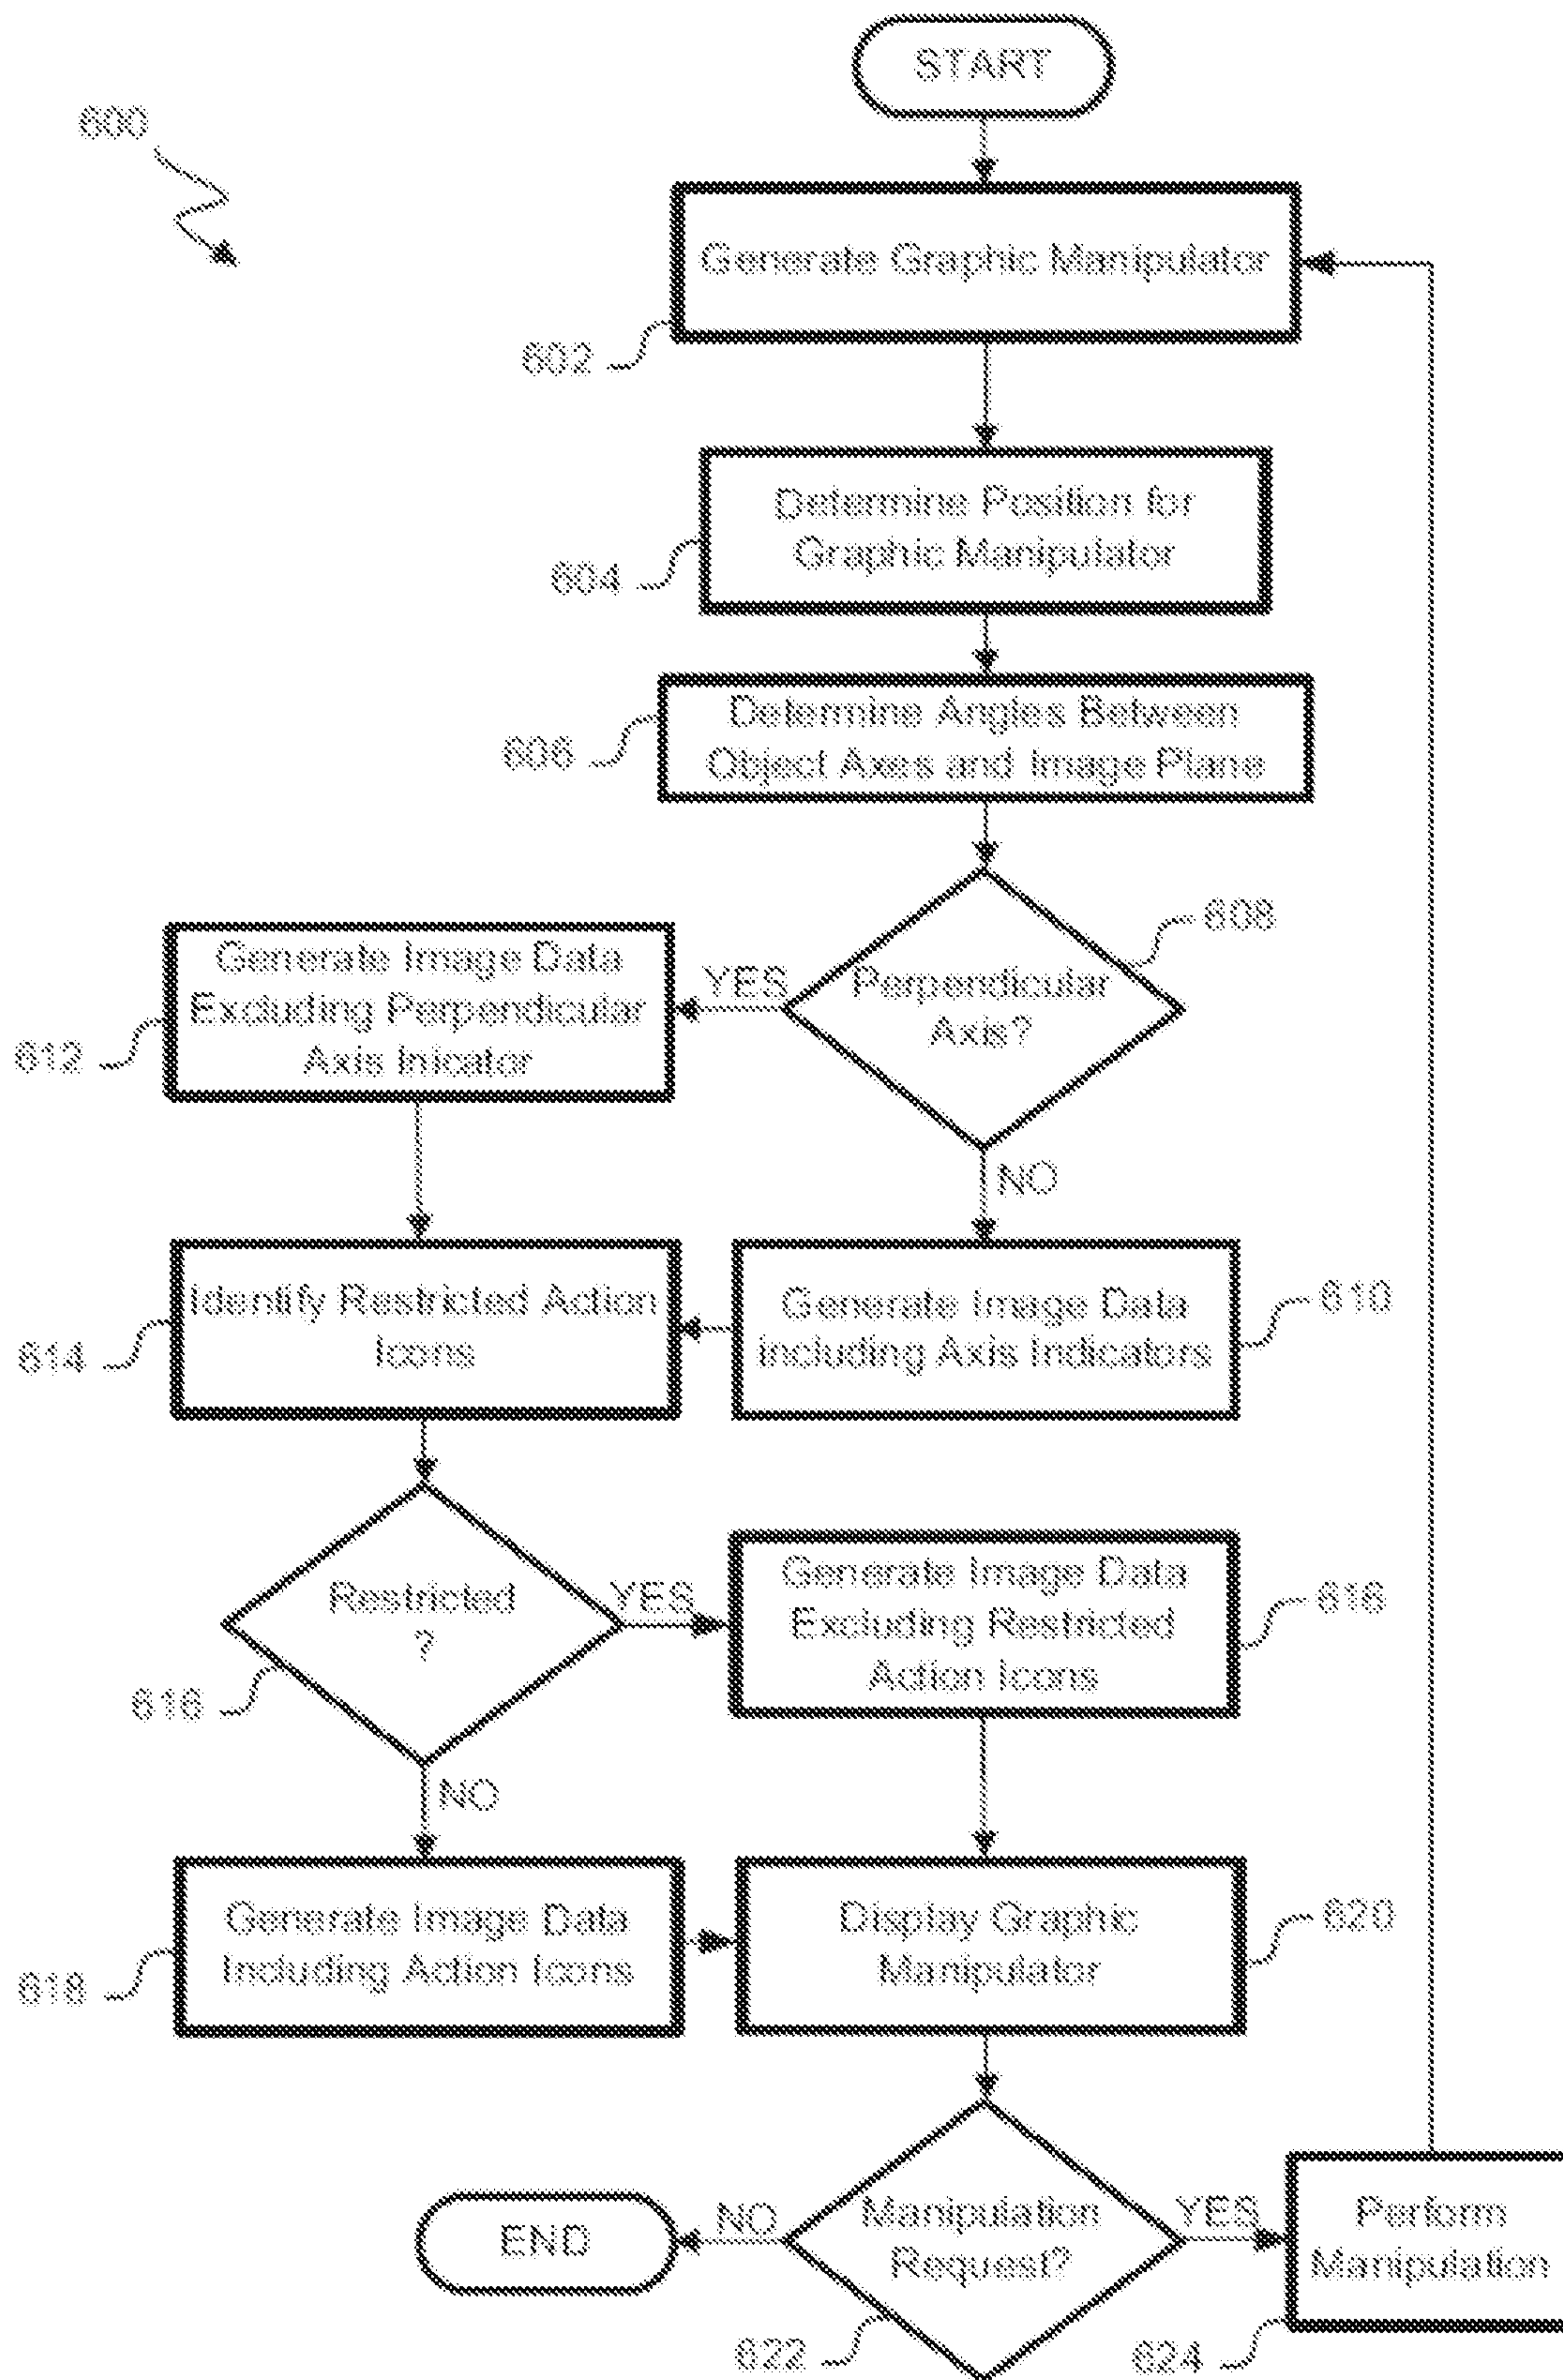 START
600
Generate Graphic Manipulator
602
Determine Position for
Graphic Manipulator
604
Determine Angles Between
Object Axes and Image Plane
606
608
Perpendicular
Axis?
YES
Generate Image Data
Excluding Perpendicular
Axis Inicator
612
NO
Identify Restricted Action
Icons
614
Generate Image Data
including Axis Indicators
610
Restricted
?
616
YES
Generate Image Data
Excluding Restricted
Action Icons
616
NO
Generate Image Data
Including Action Icons
618
Display Graphic
Manipulator
620
END
NO
Manipulation
Request?
622
YES
Perform
Manipulation
624